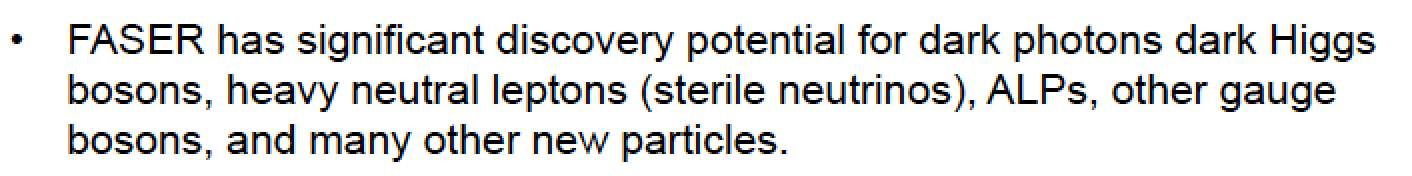 • FASER has significant discovery potential for dark photons dark Higgs
bosons, heavy neutral leptons (sterile neutrinos), ALPs, other gauge
bosons, and many other new particles.